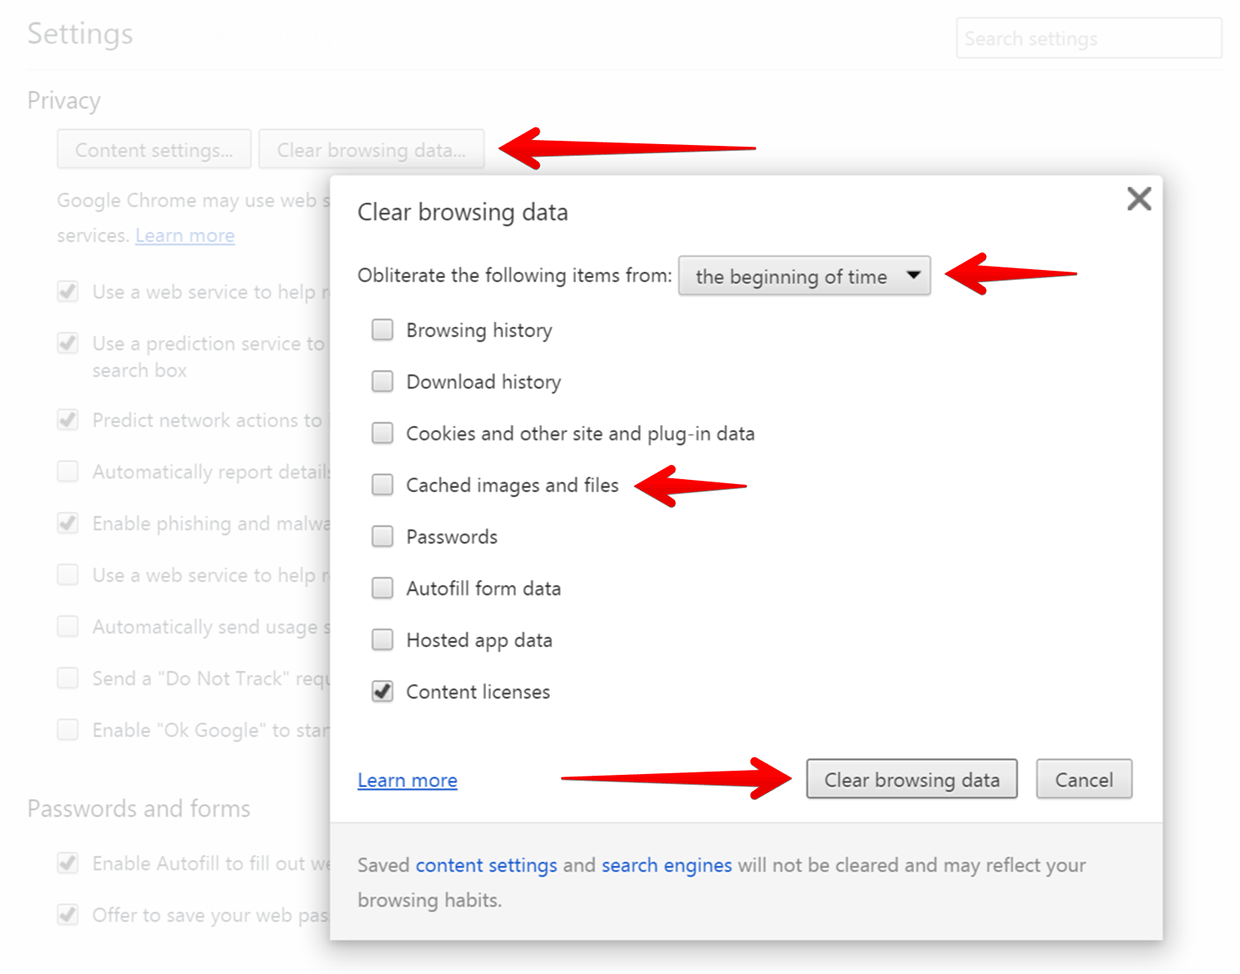 Settings
Search settings
Privacy
Content settings...
Clear browsing data...
Google Chrome may use web s
services. Learn more
Use a web service to help r
Use a prediction service to
search box
Predict network actions to i
Automatically report details
Enable phishing and malwa
Use a web service to help r
Automatically send usage s
Send a "Do Not Track" requ
Enable "Ok Google" to star
Passwords and forms
Enable Autofill to fill out we
Offer to save your web pas
Clear browsing data
Obliterate the following items from: the beginning of time
Browsing history
Download history
Cookies and other site and plug-in data
Cached images and files
Passwords
Autofill form data
Hosted app data
Content licenses
Learn more
Clear browsing data
Cancel
Saved content settings and search engines will not be cleared and may reflect your
browsing habits.